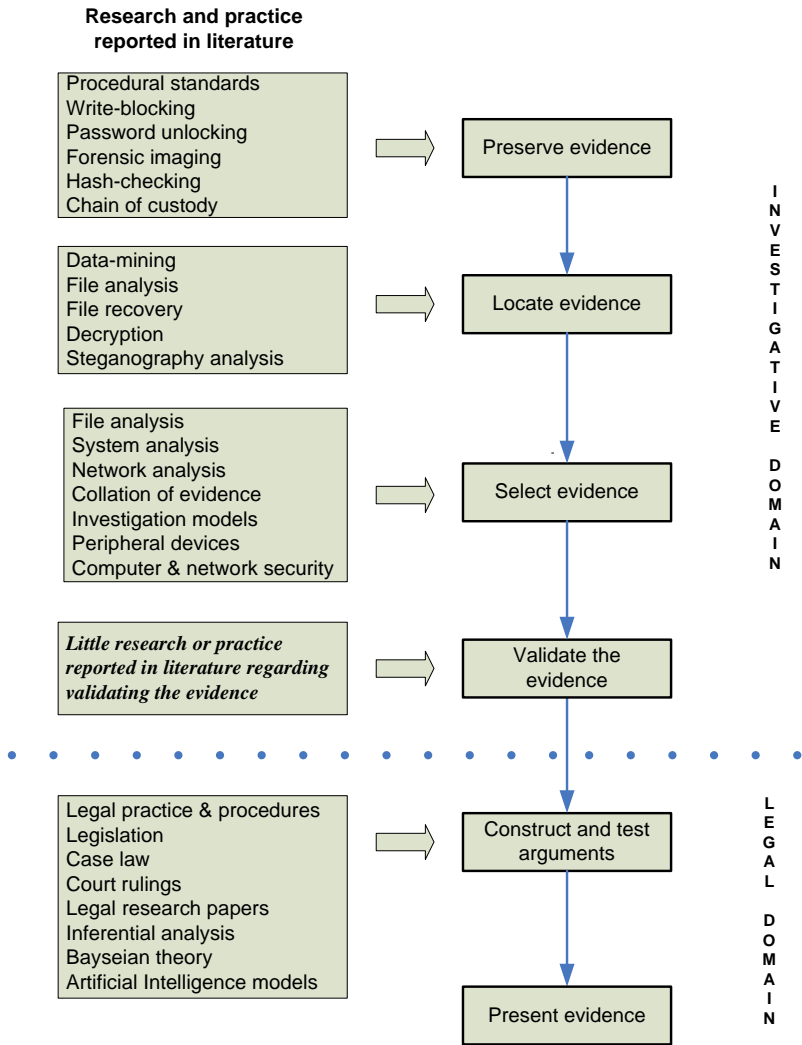 Research and practice
reported in literature
Procedural standards
Write-blocking
Password unlocking
Forensic imaging
Hash-checking
Chain of custody
Preserve evidence
Data-mining
File analysis
File recovery
Decryption
Steganography analysis
Locate evidence
File analysis
System analysis
Network analysis
Collation of evidence
Investigation models
Peripheral devices
Computer & network security
Select evidence
Little research or practice
reported in literature regarding
validating the evidence
Validate the
evidence
INVESTIGATIVE DOMAIN
Legal practice & procedures
Legislation
Case law
Court rulings
Legal research papers
Inferential analysis
Bayseian theory
Artificial Intelligence models
Construct and test
arguments
Present evidence
LEGAL DOMAIN